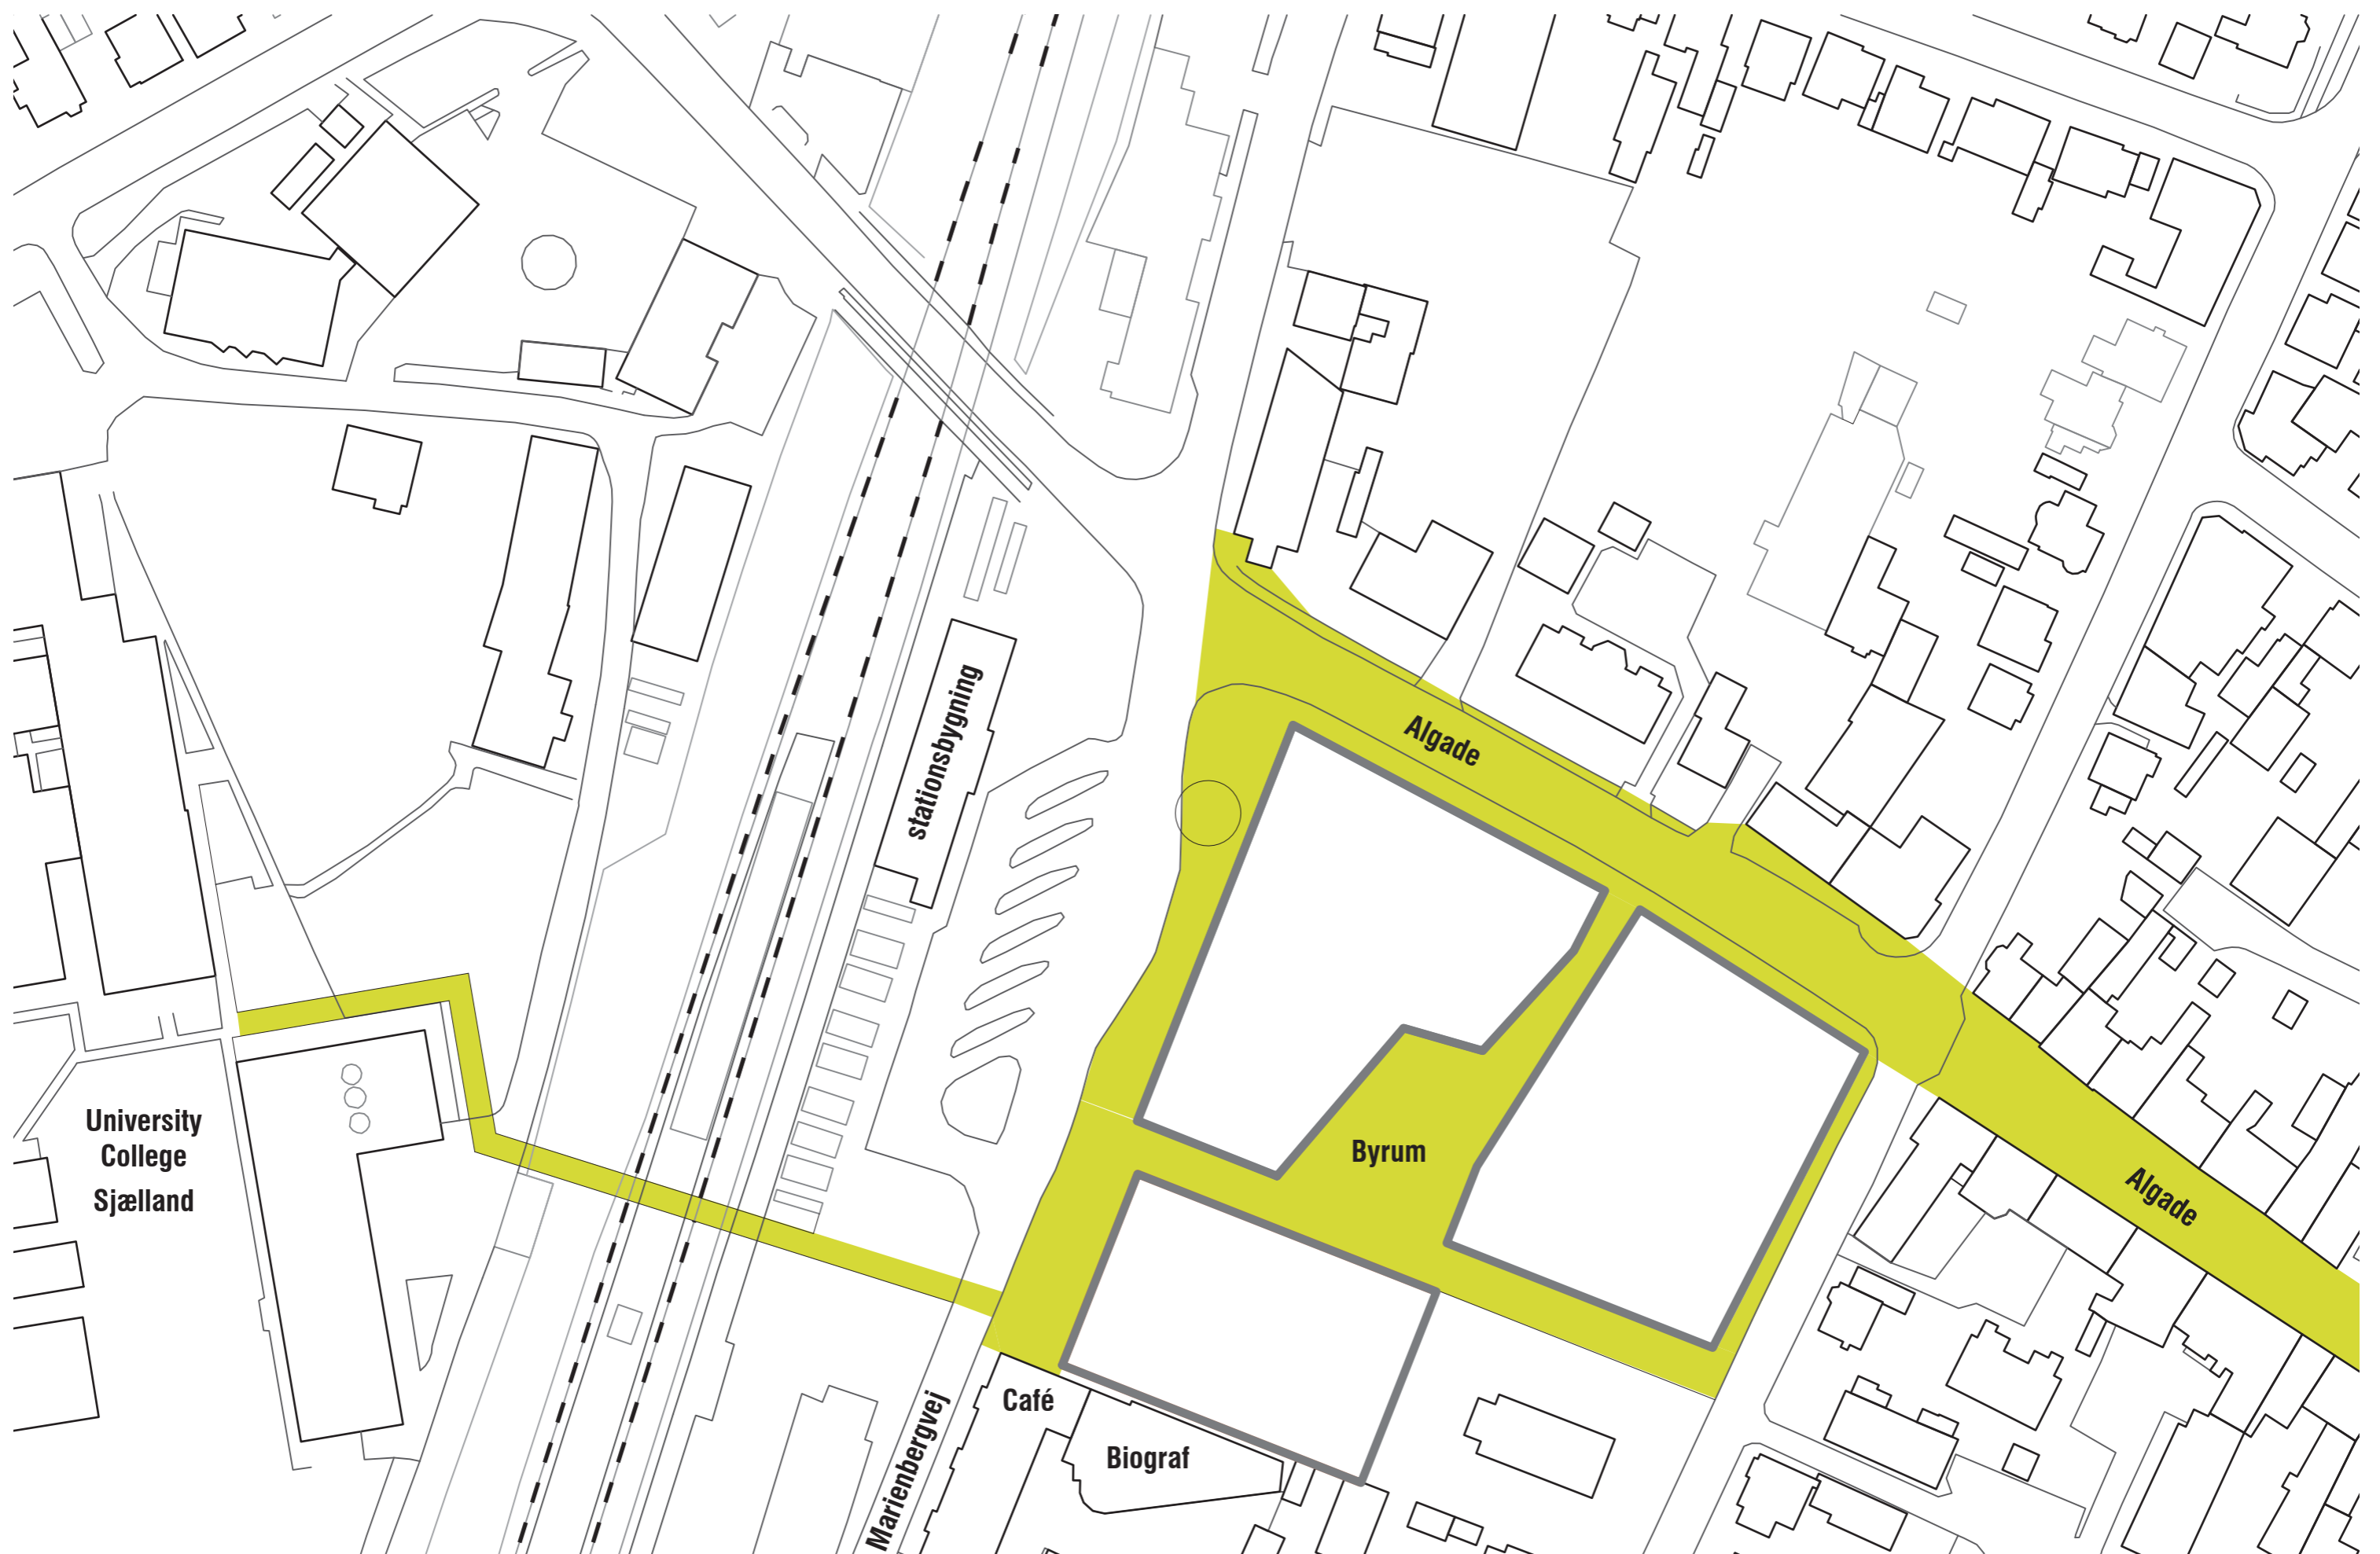 stationsbygning
Algade
University
College
Sjælland
Byrum
Algade
Café
Biograf
Marienbergvej